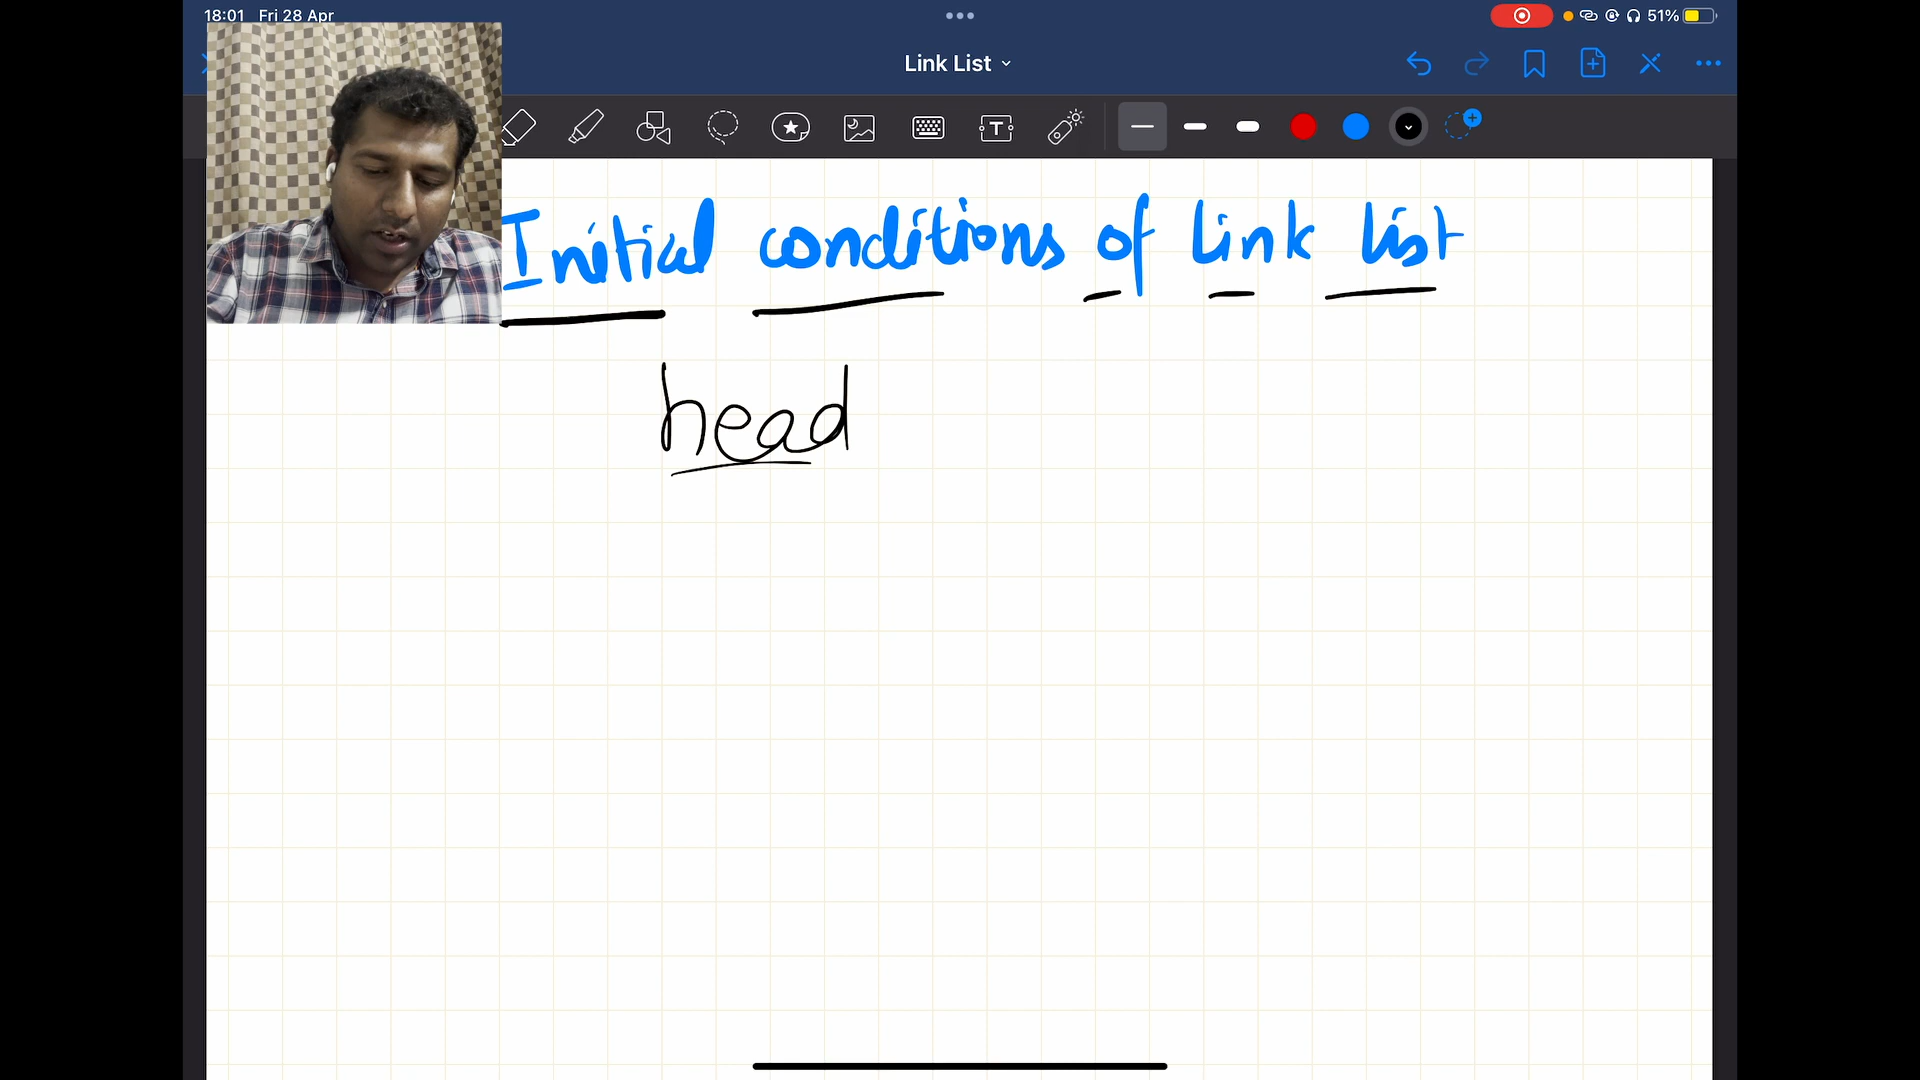 18:01 Fri 28 Apr
51%
Link List
T
Initial conditions of Link List
head